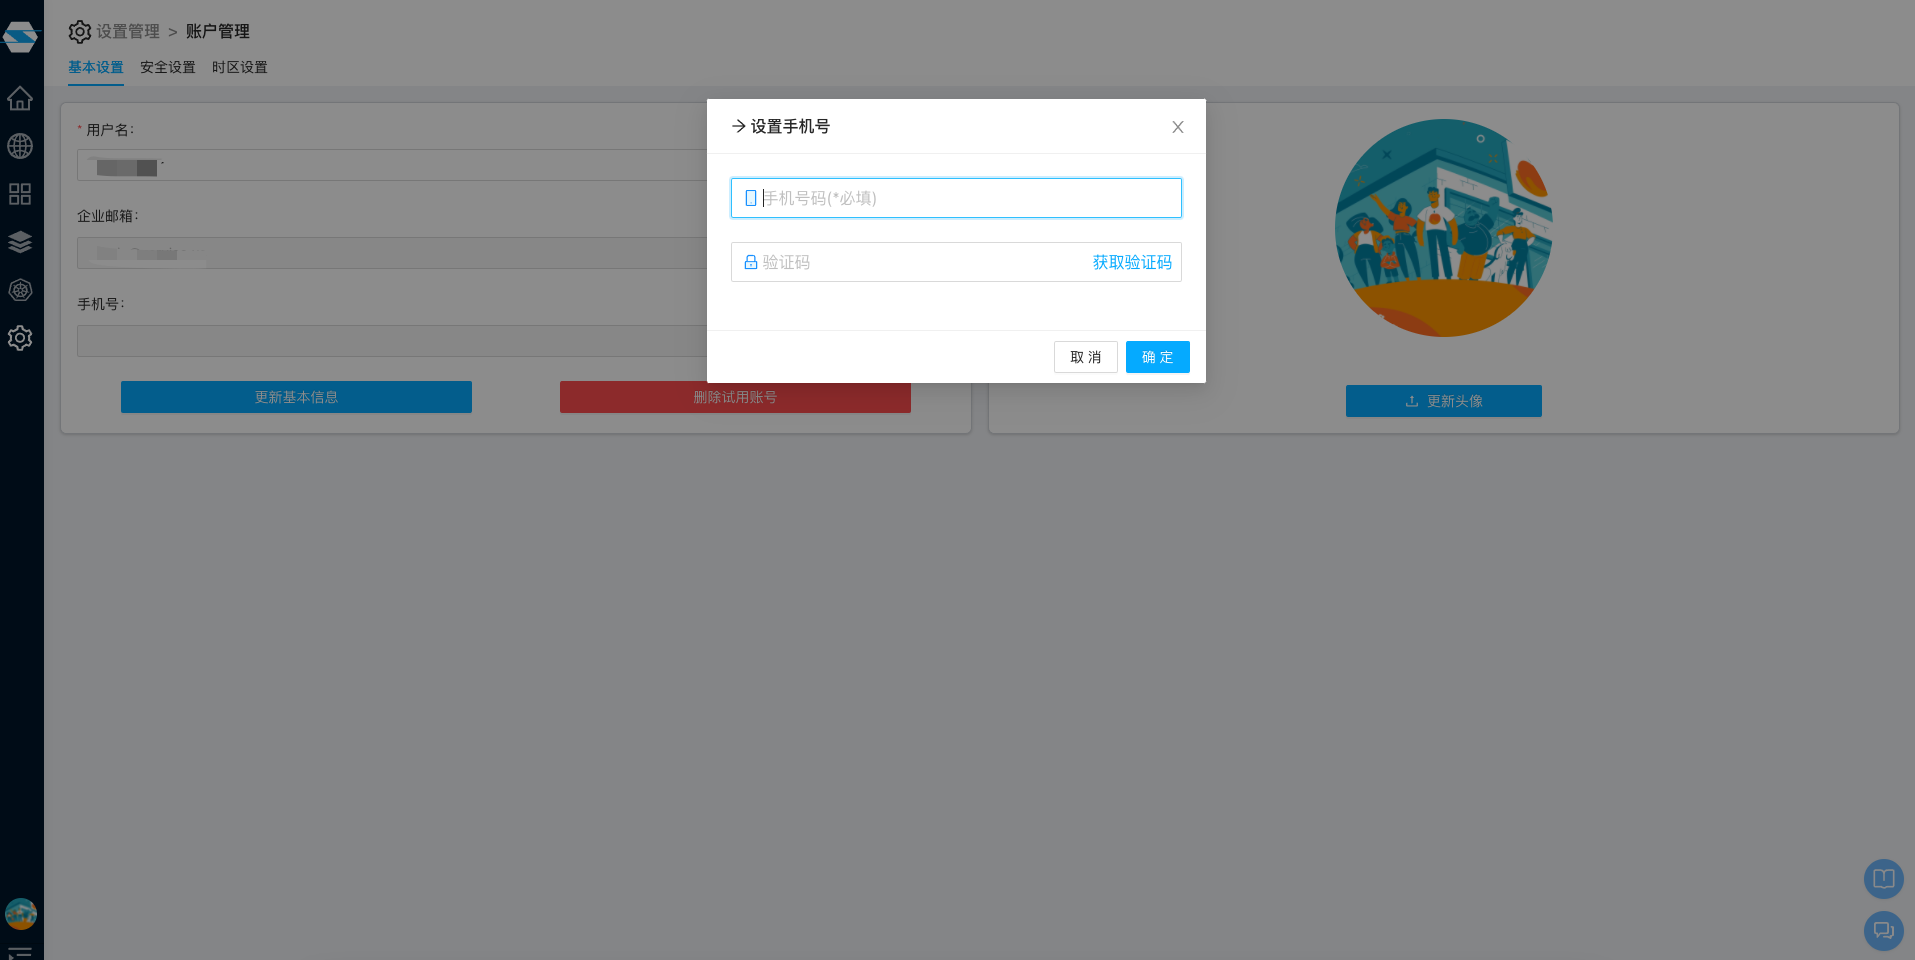 设置管理 > 账户管理
基本设置 安全设置 时区设置
* 用户名:
企业邮箱:
手机号:
更新基本信息 删除试用账号
设置手机号
手机号码(*必填)
验证码 获取验证码
取 消 确 定
更新头像